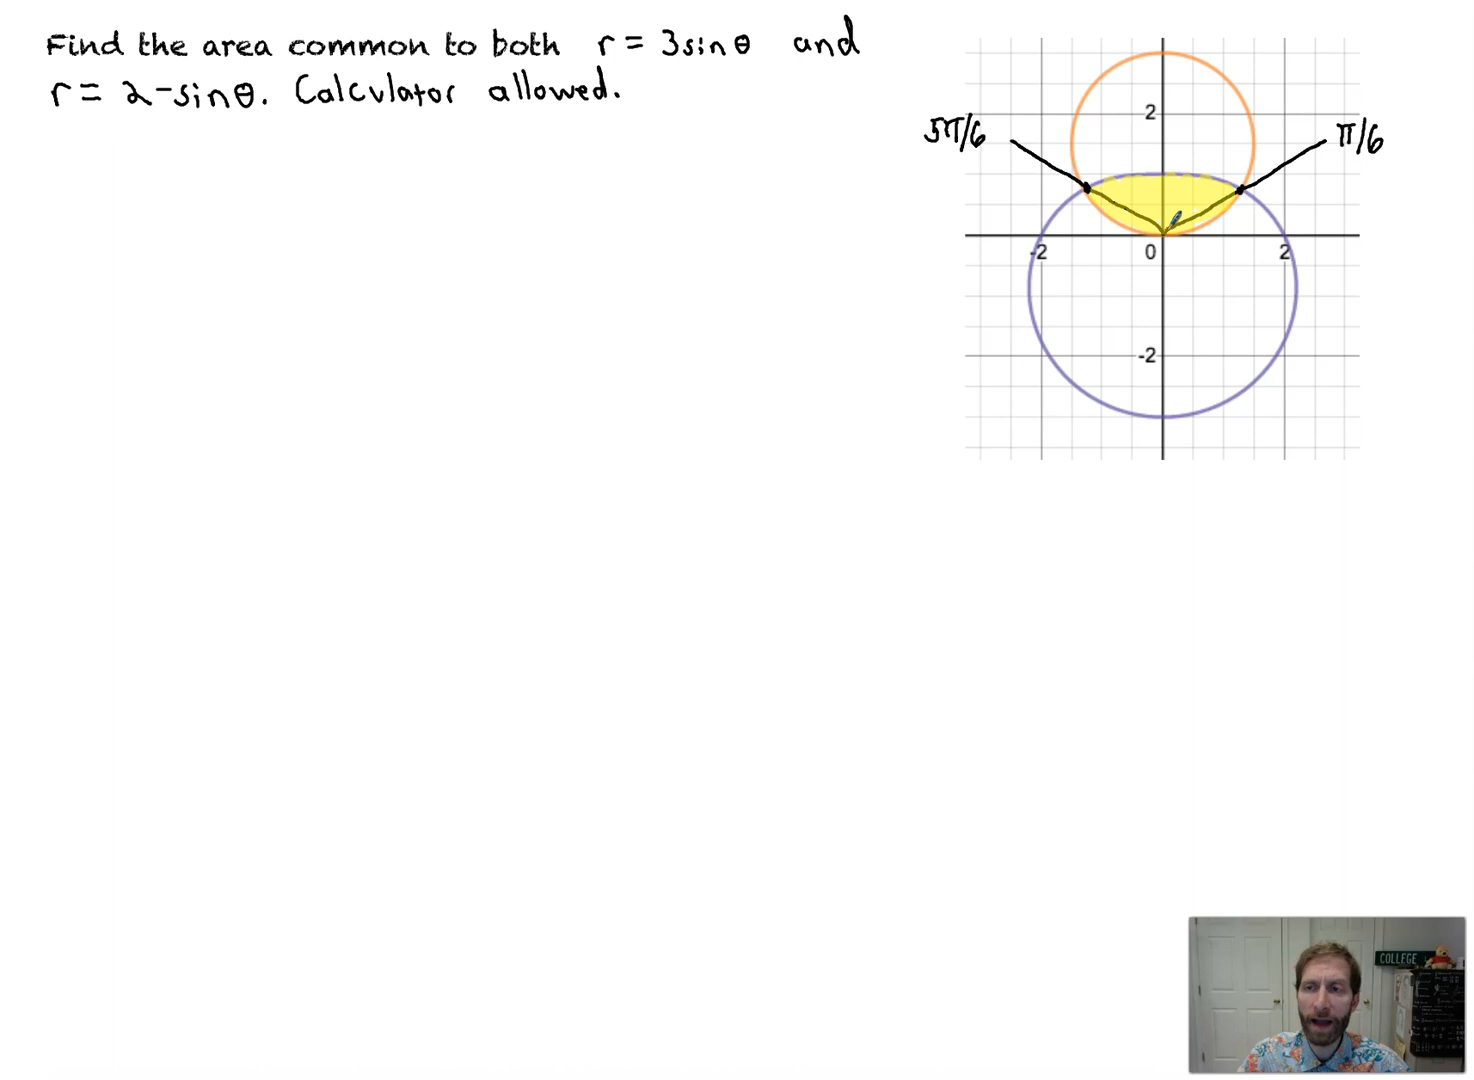 Find the area common to both r = 3sinθ and
r = 2-sinθ. Calculator allowed.
5π/6
π/6
2
-2
0
2
-2
COLLEGE